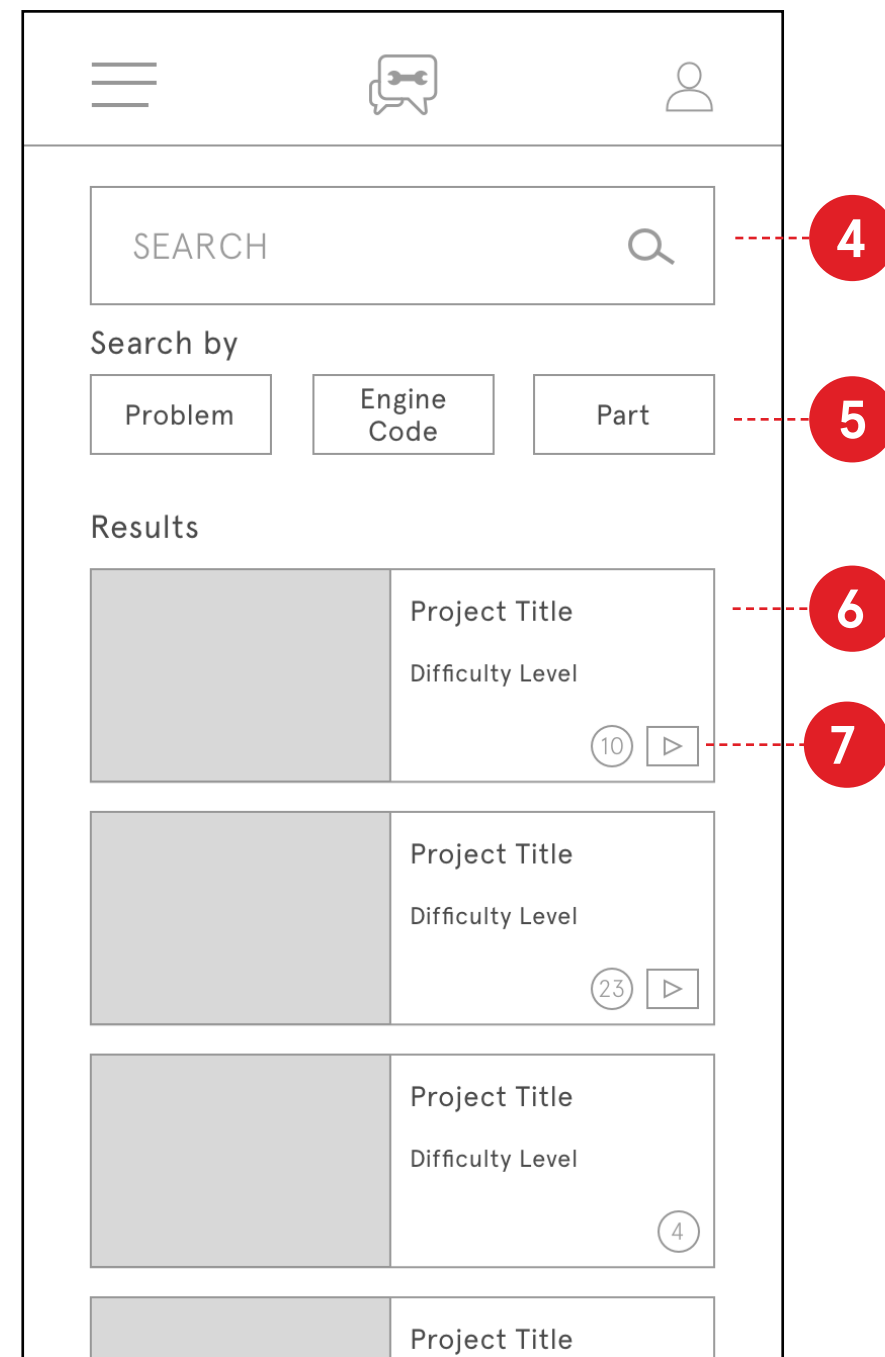 SEARCH
4
Search by
Problem
Engine
Code
Part
5
Results
Project Title
6
Difficulty Level
10
7
Project Title
Difficulty Level
23
Project Title
Difficulty Level
4
Project Title